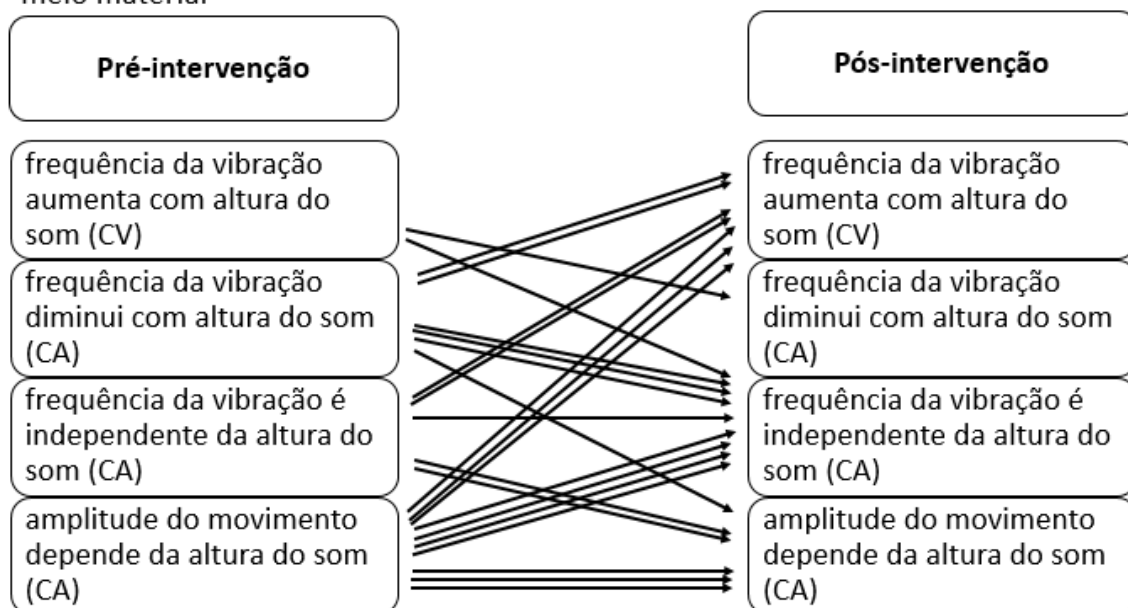 meio material
Pré-intervenção
Pós-intervenção
frequência da vibração
aumenta com altura do
som (CV)
frequência da vibração
diminui com altura do som
(CA)
frequência da vibração é
independente da altura do
som (CA)
amplitude do movimento
depende da altura do som
(CA)
frequência da vibração
aumenta com altura do
som (CV)
frequência da vibração
diminui com altura do som
(CA)
frequência da vibração é
independente da altura do
som (CA)
amplitude do movimento
depende da altura do som
(CA)